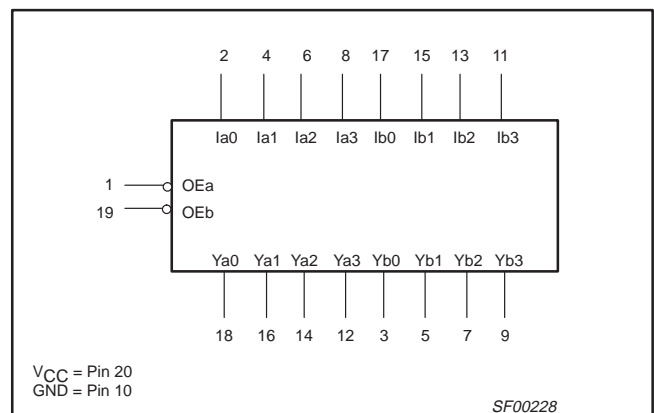 2 4 6 8 17 15 13 11
Ia0 Ia1 Ia2 Ia3 Ib0 Ib1 Ib2 Ib3
1 OEa
19 OEb
Ya0 Ya1 Ya2 Ya3 Yb0 Yb1 Yb2 Yb3
18 16 14 12 3 5 7 9
VCC = Pin 20
GND = Pin 10
SF00228